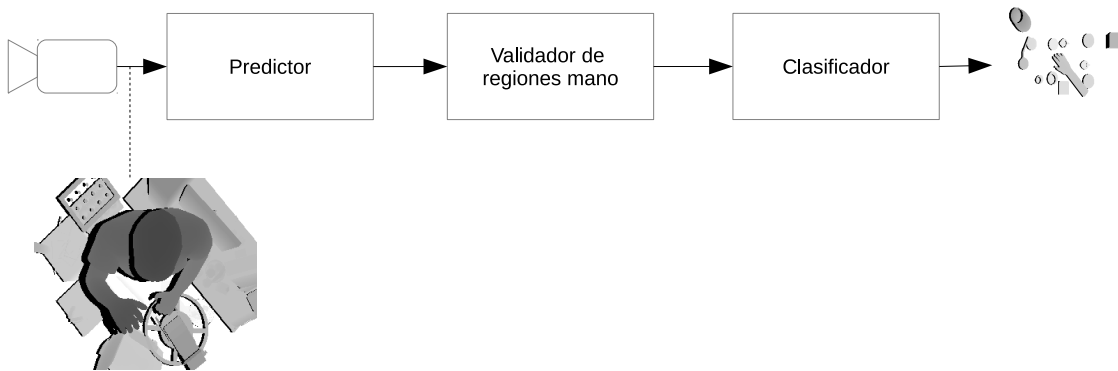 Predictor
Validador de
regiones mano
Clasificador